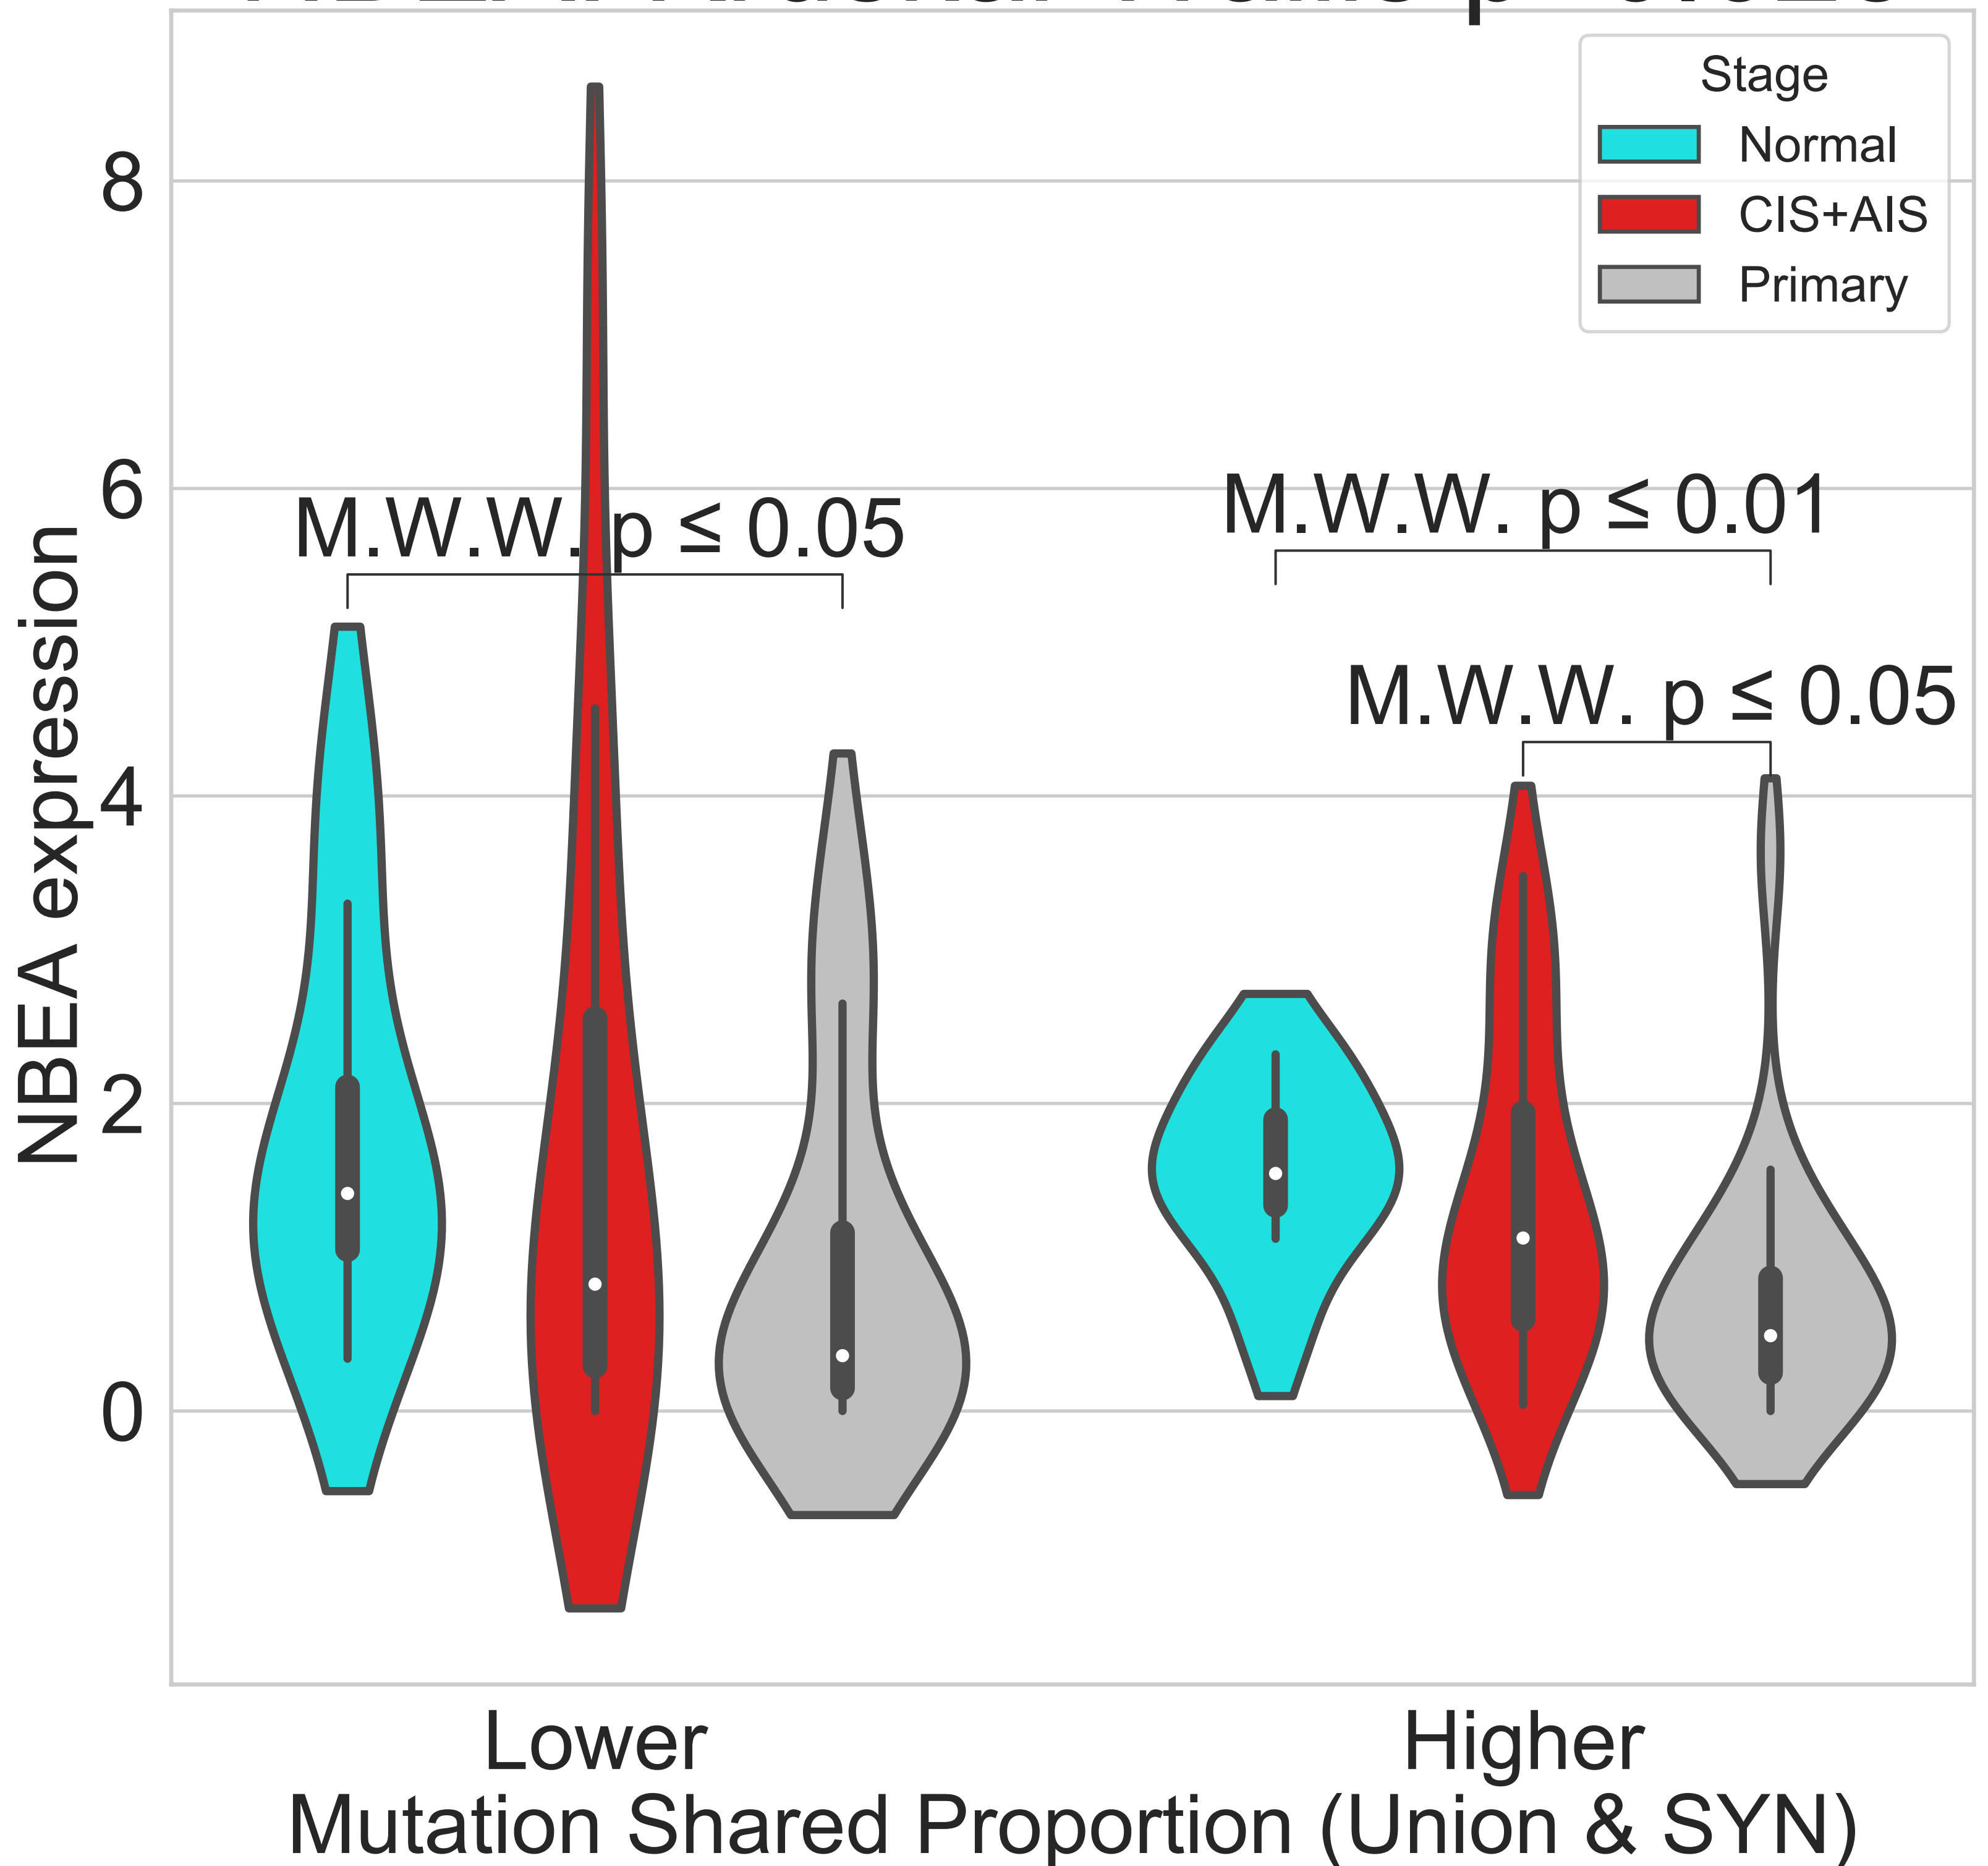 Stage
Normal
CIS+AIS
Primary
8
6
4
2
0
NBEA expression
M.W.W. p ≤ 0.05
M.W.W. p ≤ 0.01
M.W.W. p ≤ 0.05
Lower
Higher
Mutation Shared Proportion (Union & SYN)